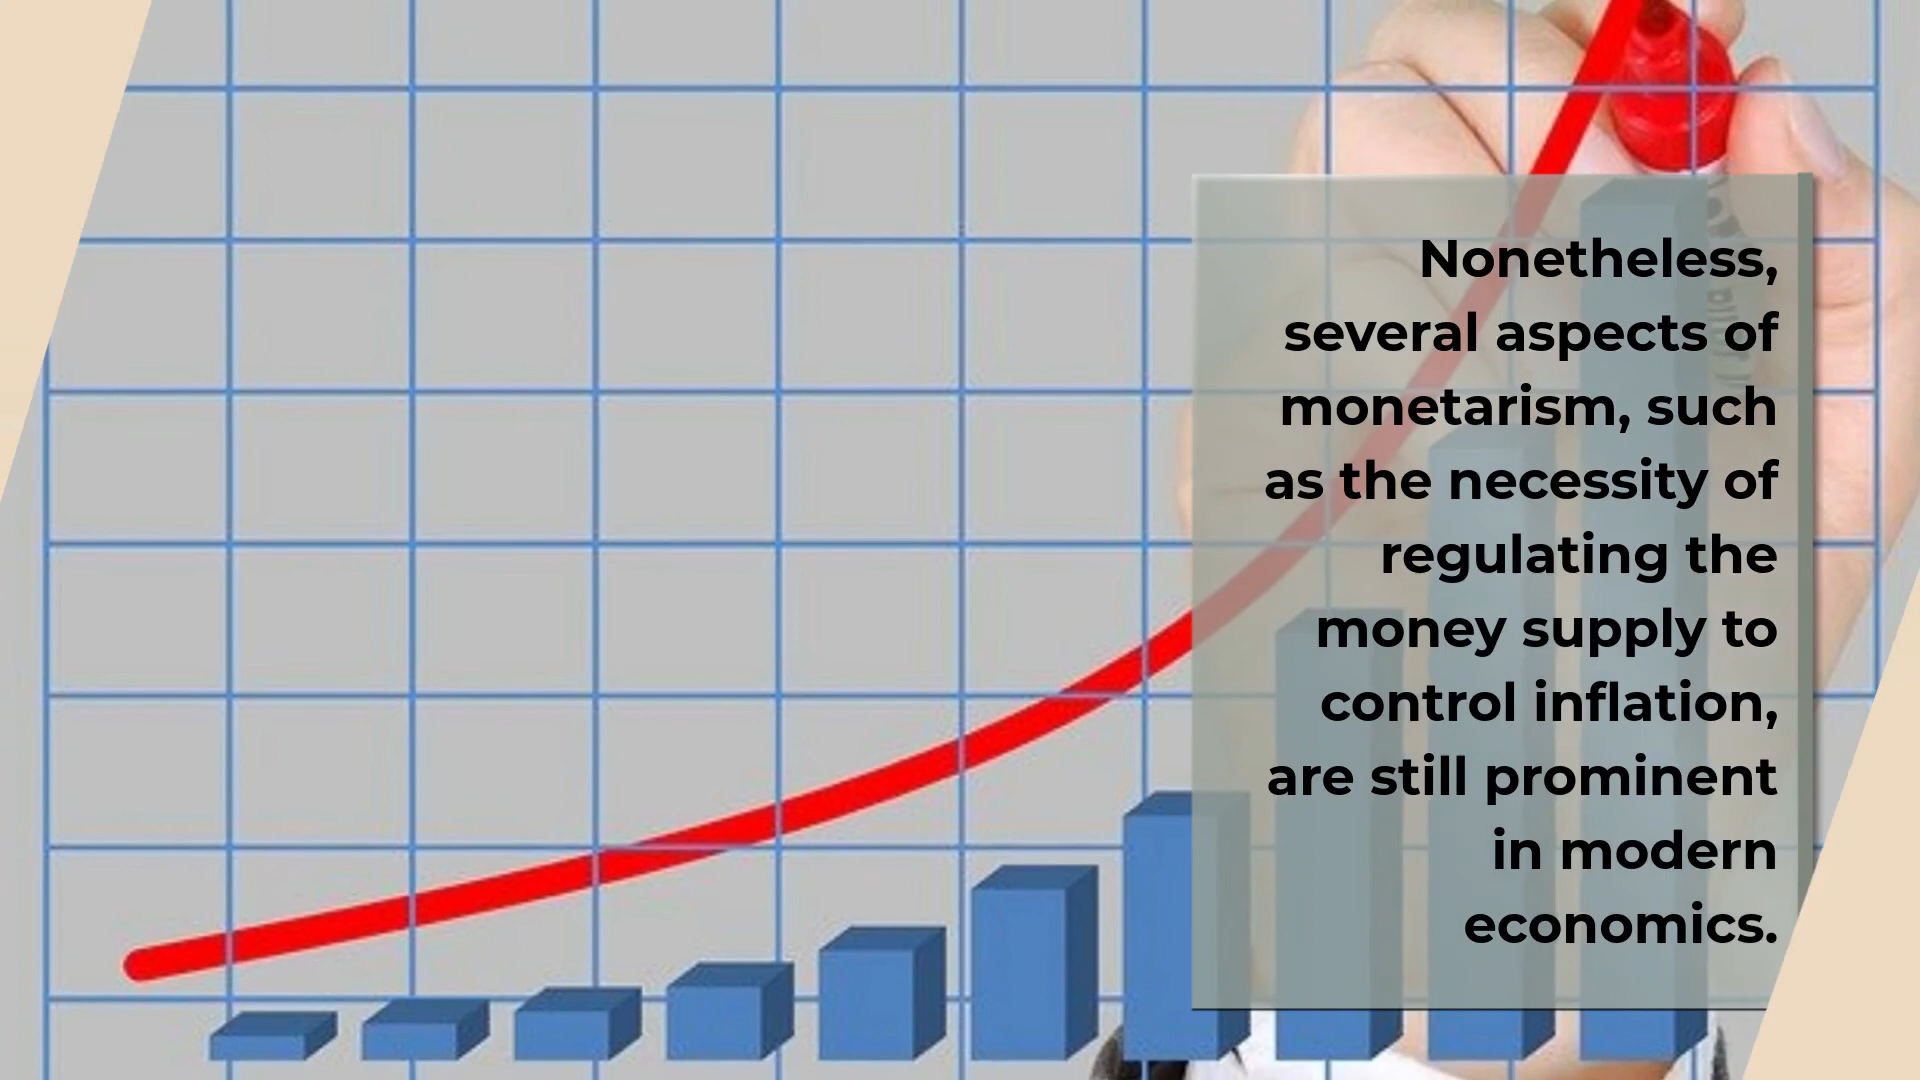 Nonetheless,
several aspects of
monetarism, such
as the necessity of
regulating the
money supply to
control inflation,
are still prominent
in modern
economics.